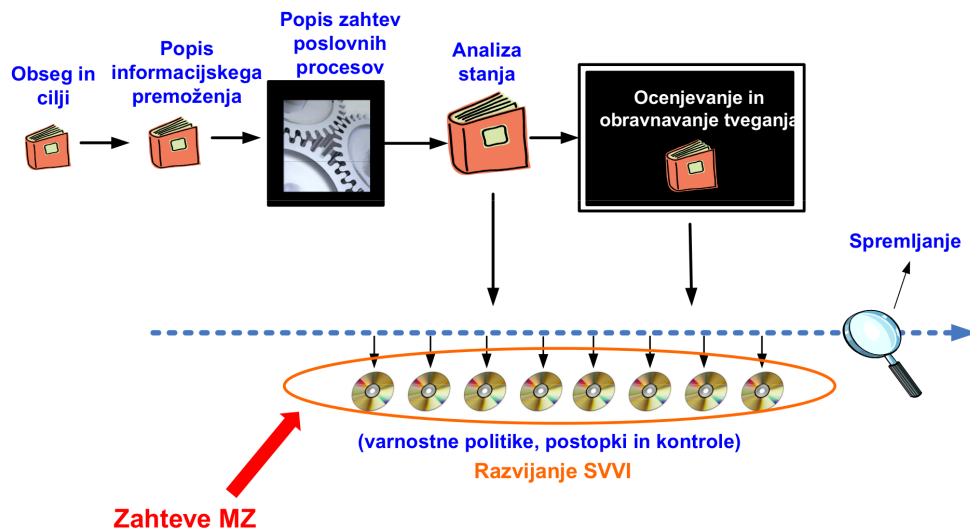 Obseg in
cilji
Popis
informacijskega
premoženja
Popis zahtev
poslovnih
procesov
Analiza
stanja
Ocenjevanje in
obravnavanje tveganja
Spremljanje
(varnostne politike, postopki in kontrole)
Razvijanje SVVI
Zahteve MZ